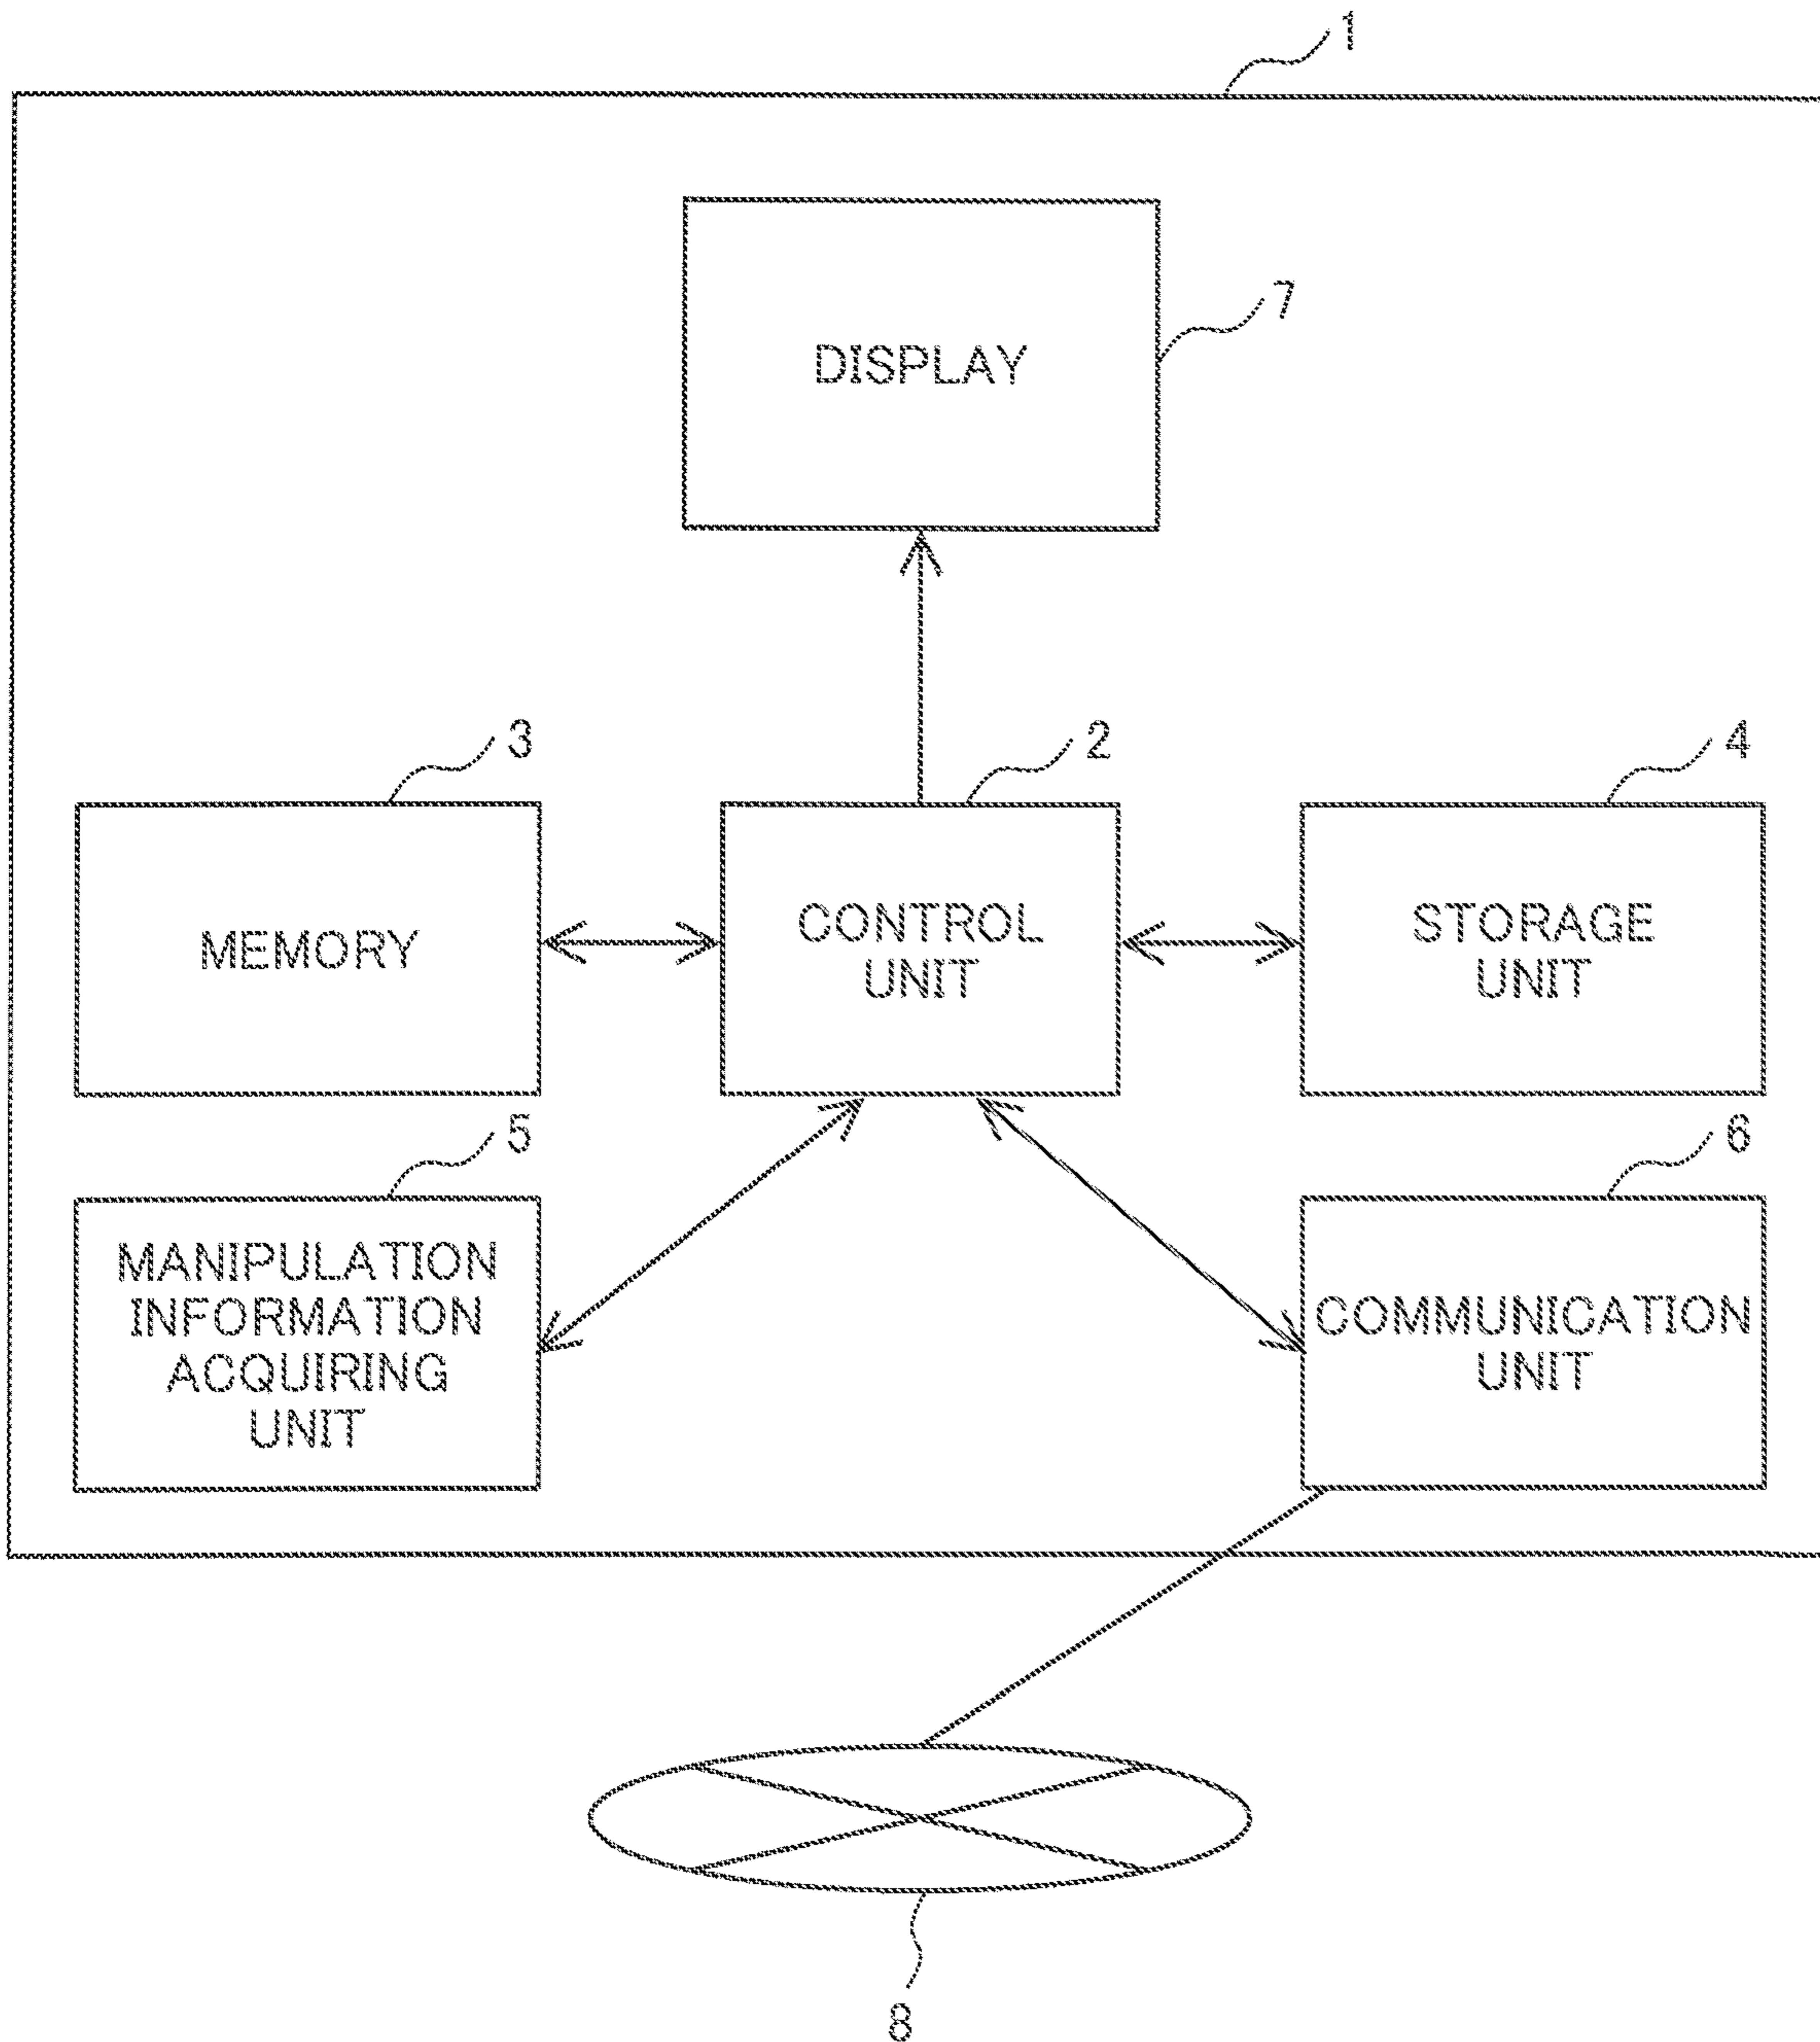 1
7
DISPLAY
3
2
4
MEMORY
CONTROL
UNIT
STORAGE
UNIT
5
6
MANIPULATION
INFORMATION
ACQUIRING
UNIT
COMMUNICATION
UNIT
8